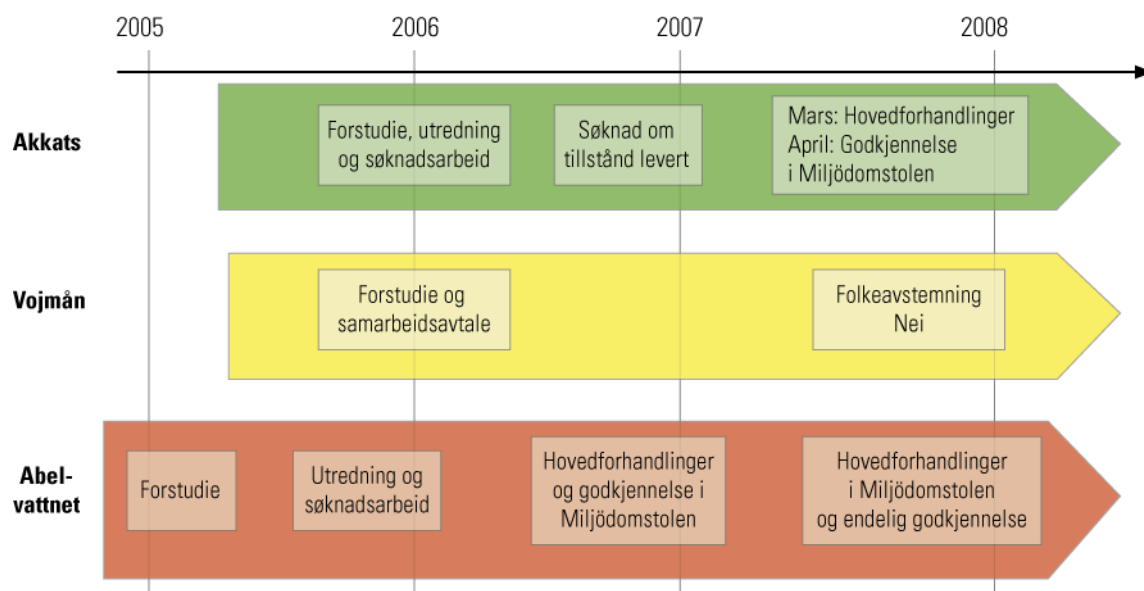 2005 2006 2007 2008
Akkats
Forstudie, utredning
og søknadsarbeid
Søknad om
tillstånd levert
Mars: Hovedforhandlinger
April: Godkjennelse
i Miljödomstolen
Vojmån
Forstudie og
samarbeidsavtale
Folkeavstemning
Nei
Abel-
vattnet
Forstudie
Utredning og
søknadsarbeid
Hovedforhandlinger
og godkjennelse i
Miljödomstolen
Hovedforhandlinger
i Miljödomstolen
og endelig godkjennelse